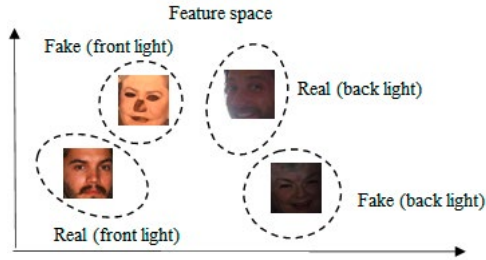 Feature space
Fake (front light)
Real (back light)
Fake (back light)
Real (front light)